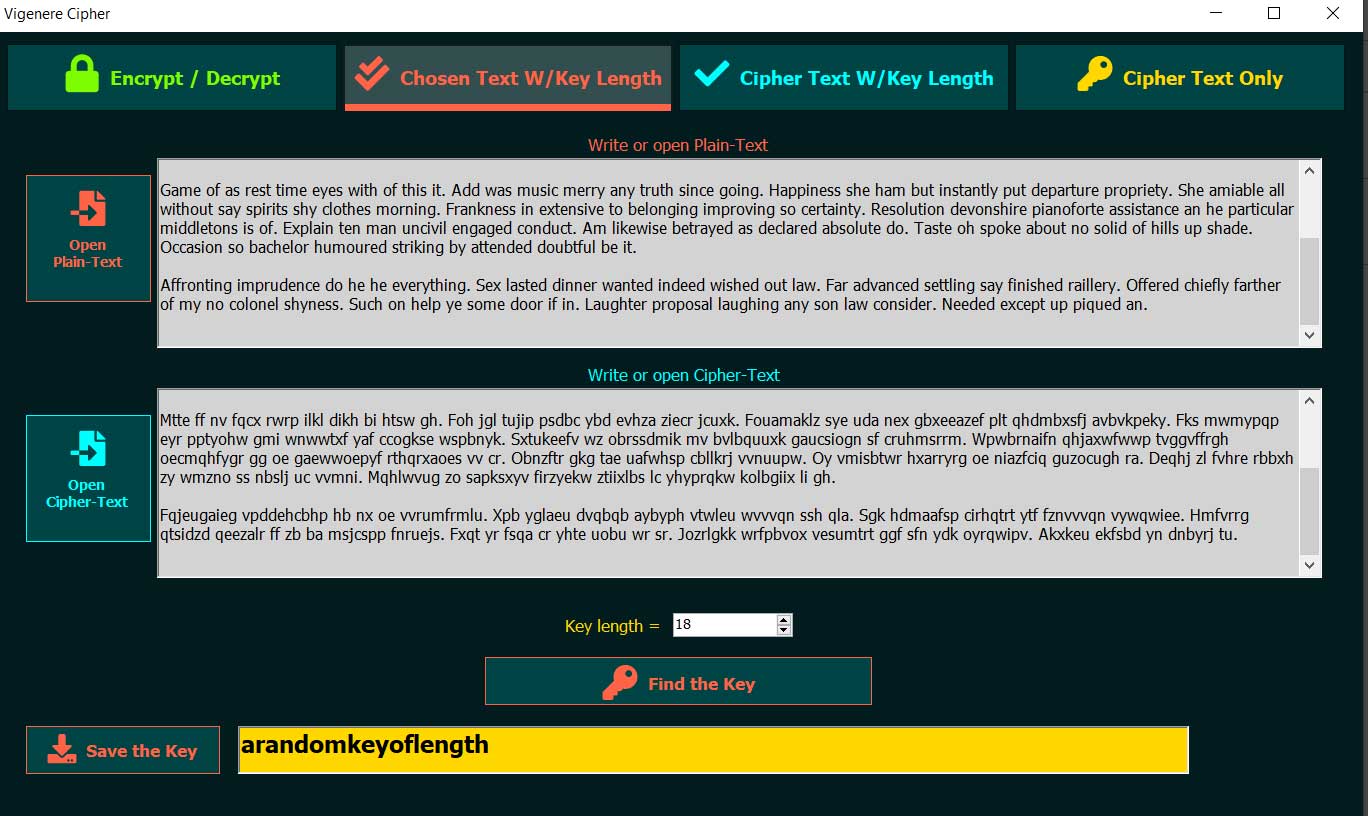 Vigenere Cipher
Encrypt / Decrypt
Chosen Text W/Key Length
Cipher Text W/Key Length
Cipher Text Only
Write or open Plain-Text
Open
Plain-Text
Game of as rest time eyes with of this it. Add was music merry any truth since going. Happiness she ham but instantly put departure propriety. She amiable all
without say spirits shy clothes morning. Frankness in extensive to belonging improving so certainty. Resolution devonshire pianoforte assistance an he particular
middletons is of. Explain ten man uncivil engaged conduct. Am likewise betrayed as declared absolute do. Taste oh spoke about no solid of hills up shade.
Occasion so bachelor humoured striking by attended doubtful be it.
Affronting imprudence do he he everything. Sex lasted dinner wanted indeed wished out law. Far advanced settling say finished raillery. Offered chiefly farther
of my no colonel shyness. Such on help ye some door if in. Laughter proposal laughing any son law consider. Needed except up piqued an.
Write or open Cipher-Text
Open
Cipher-Text
Mtte ff nv fqcx rwrp ilkl dikh bi htsw gh. Foh jgl tujip psdbc ybd evhza ziecr jcuxk. Fouamaklz sye uda nex gbxeeazef plt qhdmbxsfj avbvkpeky. Fks mwmypqp
eyr pptyohw gmi wnwwtxf yaf ccogkse wspbnyk. Sxtukeefv wz obrssdmik mv bvlbquuxk gaucsiogn sf cruhmsrrm. Wpwbrnaifn qhjaxwfwwp tvggvffrgh
oecmqhfygr gg oe gaewwoepyf rthqrxaoes vv cr. Obnzftr gkg tae uafwhsp cbllkrj vvnuupw. Oy vmisbtwr hxarryrg oe niazfciq guzocugh ra. Deqhj zl fvhre rbbxh
zy wmzno ss nbslj uc vvmni. Mqhlwvug zo sapksxyv firzyekw ztiixlbs lc yhyprqkw kolbgiix li gh.
Fqjeugaieg vpddehcbhp hb nx oe vvrumfrmlu. Xpb yglaeu dvqbqb aybyph vtwleu wvvvqn ssh qla. Sgk hdmaafsp cirhqtrt ytf fznvvvqn vywqwiee. Hmfvrrg
qtsidzd qeezalr ff zb ba msjcspp fnruejs. Fxqt yr fsqa cr yhte uobu wr sr. Jozrlgkk wrfpbvox vesumtrt ggf sfn ydk oyrqwipv. Akxkeu ekfsbd yn dnbyrj tu.
Key length = 18
Find the Key
Save the Key
arandomkeyoflength